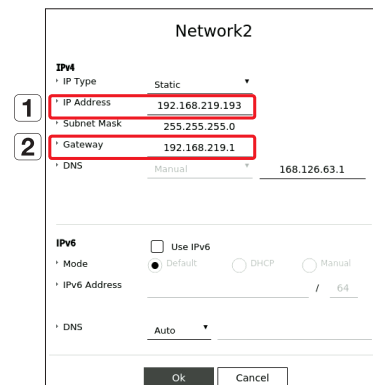 Network2
IPv4
IP Type Static
1 IP Address 192.168.219.193
Subnet Mask 255.255.255.0
2 Gateway 192.168.219.1
DNS Manual 168.126.63.1
IPv6 Use IPv6
Mode Default DHCP Manual
IPv6 Address / 64
DNS Auto
Ok Cancel